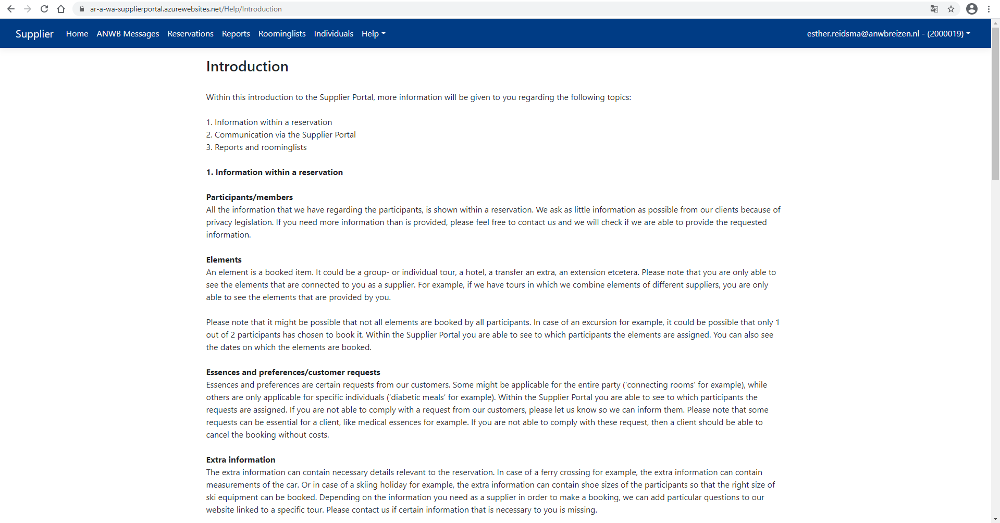 ar-a-wa-supplierportal.azurewebsites.net/Help/Introduction
Supplier Home ANWB Messages Reservations Reports Roominglists Individuals Help esther.reidsma@anwbreizen.nl - (2000019)
Introduction
Within this introduction to the Supplier Portal, more information will be given to you regarding the following topics:
1. Information within a reservation
2. Communication via the Supplier Portal
3. Reports and roominglists
1. Information within a reservation
Participants/members
All the information that we have regarding the participants, is shown within a reservation. We ask as little information as possible from our clients because of
privacy legislation. If you need more information than is provided, please feel free to contact us and we will check if we are able to provide the requested
information.
Elements
An element is a booked item. It could be a group- or individual tour, a hotel, a transfer an extra, an extension etcetera. Please note that you are only able to
see the elements that are connected to you as a supplier. For example, if we have tours in which we combine elements of different suppliers, you are only
able to see the elements that are provided by you.
Please note that it might be possible that not all elements are booked by all participants. In case of an excursion for example, it could be possible that only 1
out of 2 participants has chosen to book it. Within the Supplier Portal you are able to see to which participants the elements are assigned. You can also see
the dates on which the elements are booked.
Essences and preferences/customer requests
Essences and preferences are certain requests from our customers. Some might be applicable for the entire party (‘connecting rooms’ for example), while
others are only applicable for specific individuals (‘diabetic meals’ for example). Within the Supplier Portal you are able to see to which participants the
requests are assigned. If you are not able to comply with a request from our customers, please let us know so we can inform them. Please note that some
requests can be essential for a client, like medical essences for example. If you are not able to comply with these request, then a client should be able to
cancel the booking without costs.
Extra information
The extra information can contain necessary details relevant to the reservation. In case of a ferry crossing for example, the extra information can contain
measurements of the car. Or in case of a skiing holiday for example, the extra information can contain shoe sizes of the participants so that the right size of
ski equipment can be booked. Depending on the information you need as a supplier in order to make a booking, we can add particular questions to our
website linked to a specific tour. Please contact us if certain information that is necessary to you is missing.